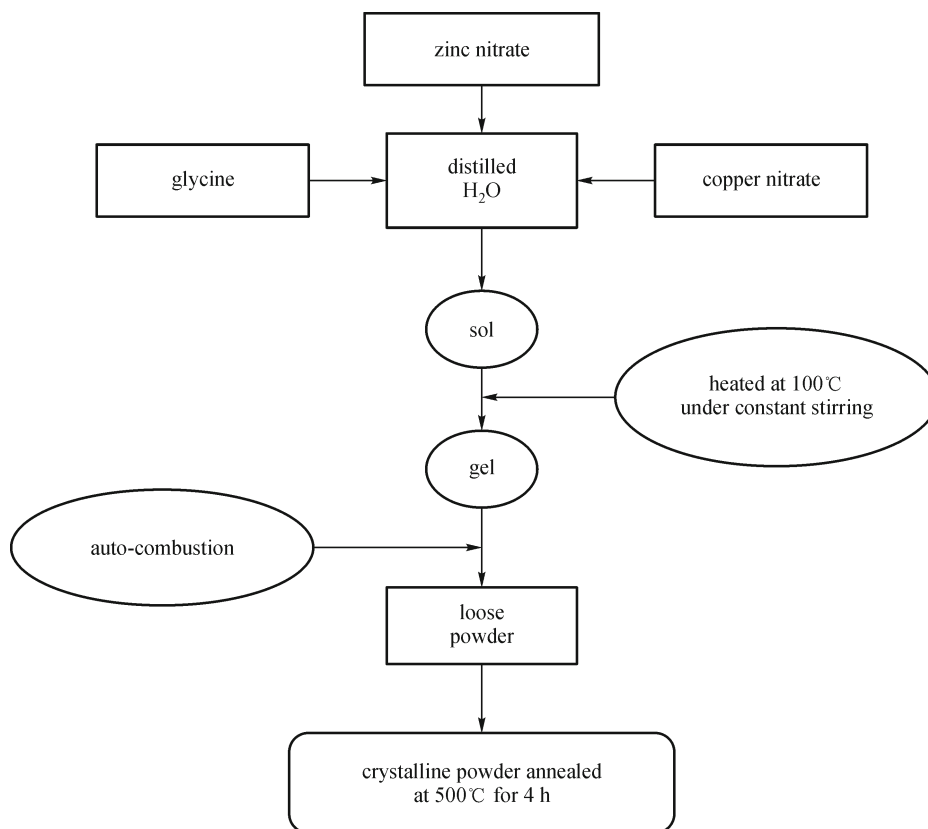 zinc nitrate
glycine
distilled
H₂O
copper nitrate
sol
heated at 100℃
under constant stirring
gel
auto-combustion
loose
powder
crystalline powder annealed
at 500℃ for 4 h